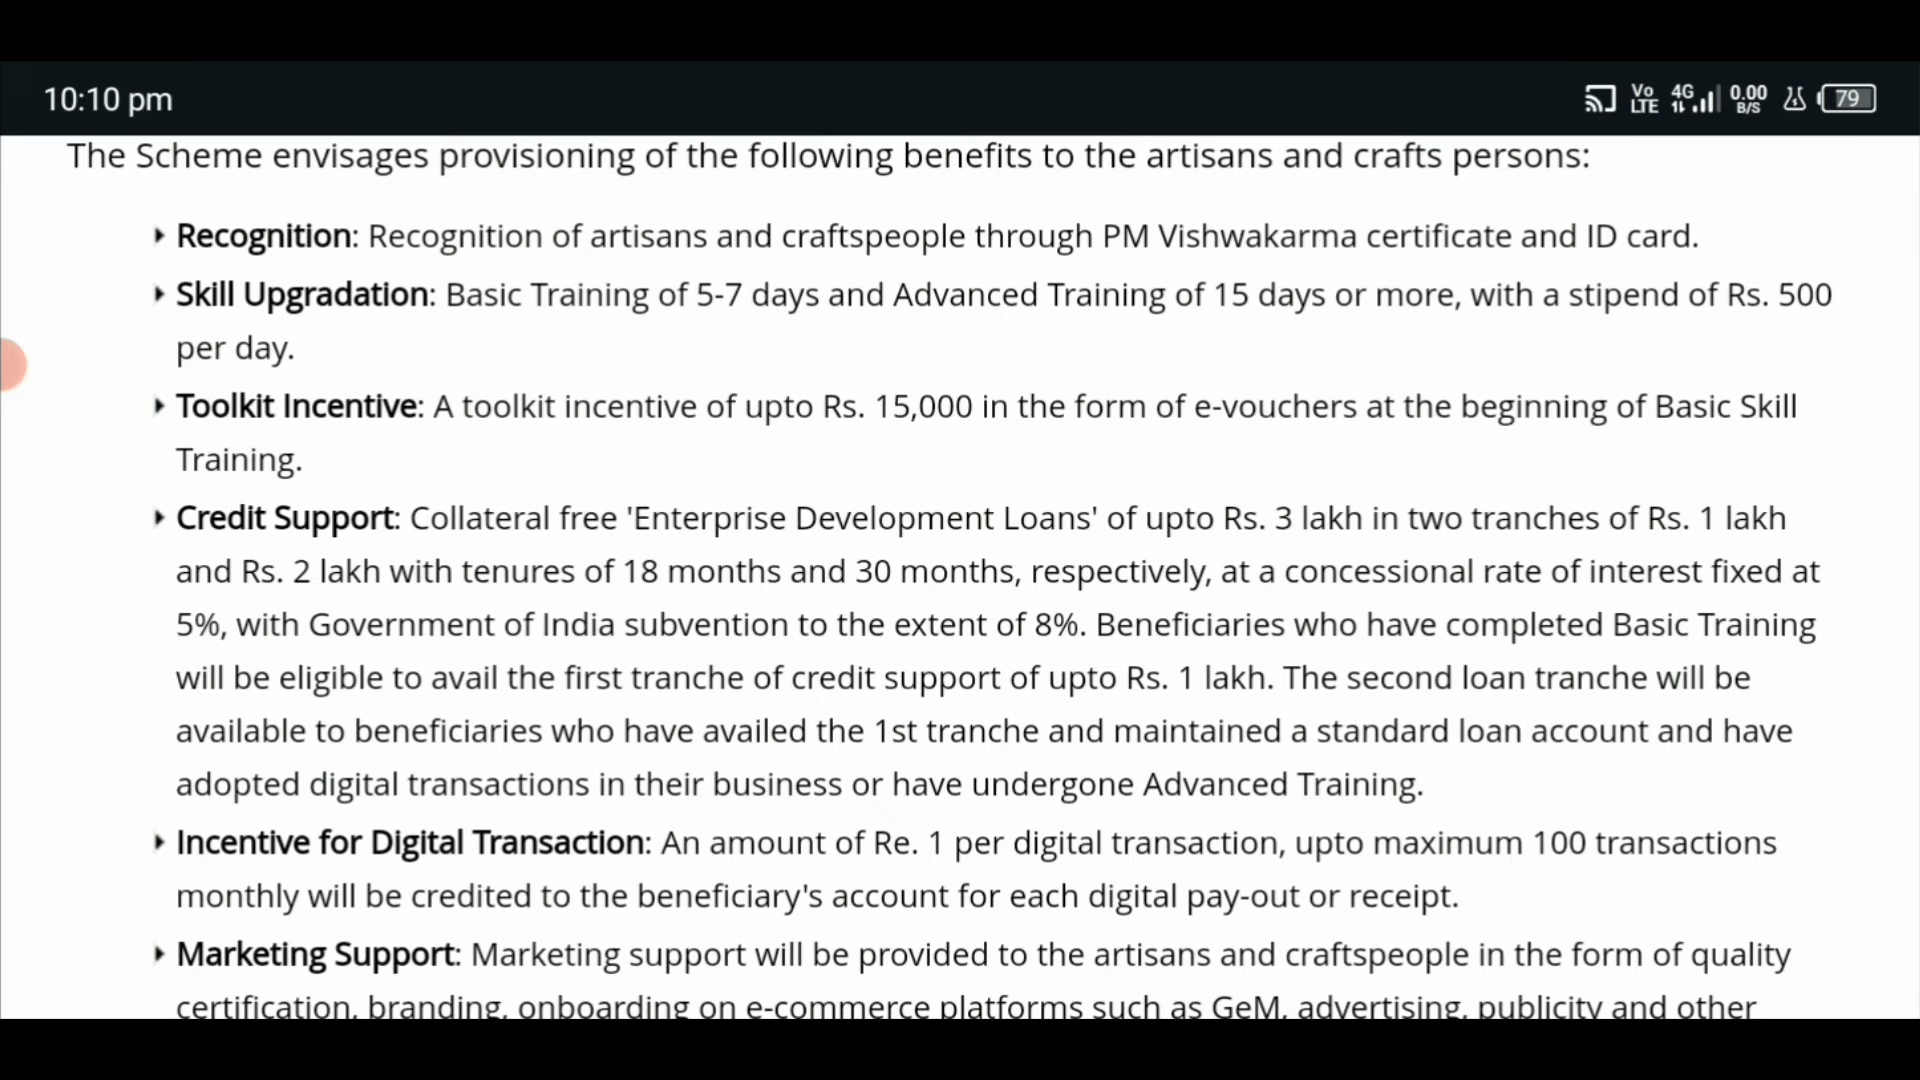 10:10 pm
Vo LTE 4G 0.00 B/S 79
The Scheme envisages provisioning of the following benefits to the artisans and crafts persons:
Recognition: Recognition of artisans and craftspeople through PM Vishwakarma certificate and ID card.
Skill Upgradation: Basic Training of 5-7 days and Advanced Training of 15 days or more, with a stipend of Rs. 500
per day.
Toolkit Incentive: A toolkit incentive of upto Rs. 15,000 in the form of e-vouchers at the beginning of Basic Skill
Training.
Credit Support: Collateral free 'Enterprise Development Loans' of upto Rs. 3 lakh in two tranches of Rs. 1 lakh
and Rs. 2 lakh with tenures of 18 months and 30 months, respectively, at a concessional rate of interest fixed at
5%, with Government of India subvention to the extent of 8%. Beneficiaries who have completed Basic Training
will be eligible to avail the first tranche of credit support of upto Rs. 1 lakh. The second loan tranche will be
available to beneficiaries who have availed the 1st tranche and maintained a standard loan account and have
adopted digital transactions in their business or have undergone Advanced Training.
Incentive for Digital Transaction: An amount of Re. 1 per digital transaction, upto maximum 100 transactions
monthly will be credited to the beneficiary's account for each digital pay-out or receipt.
Marketing Support: Marketing support will be provided to the artisans and craftspeople in the form of quality
certification, branding, onboarding on e-commerce platforms such as GeM, advertising, publicity and other